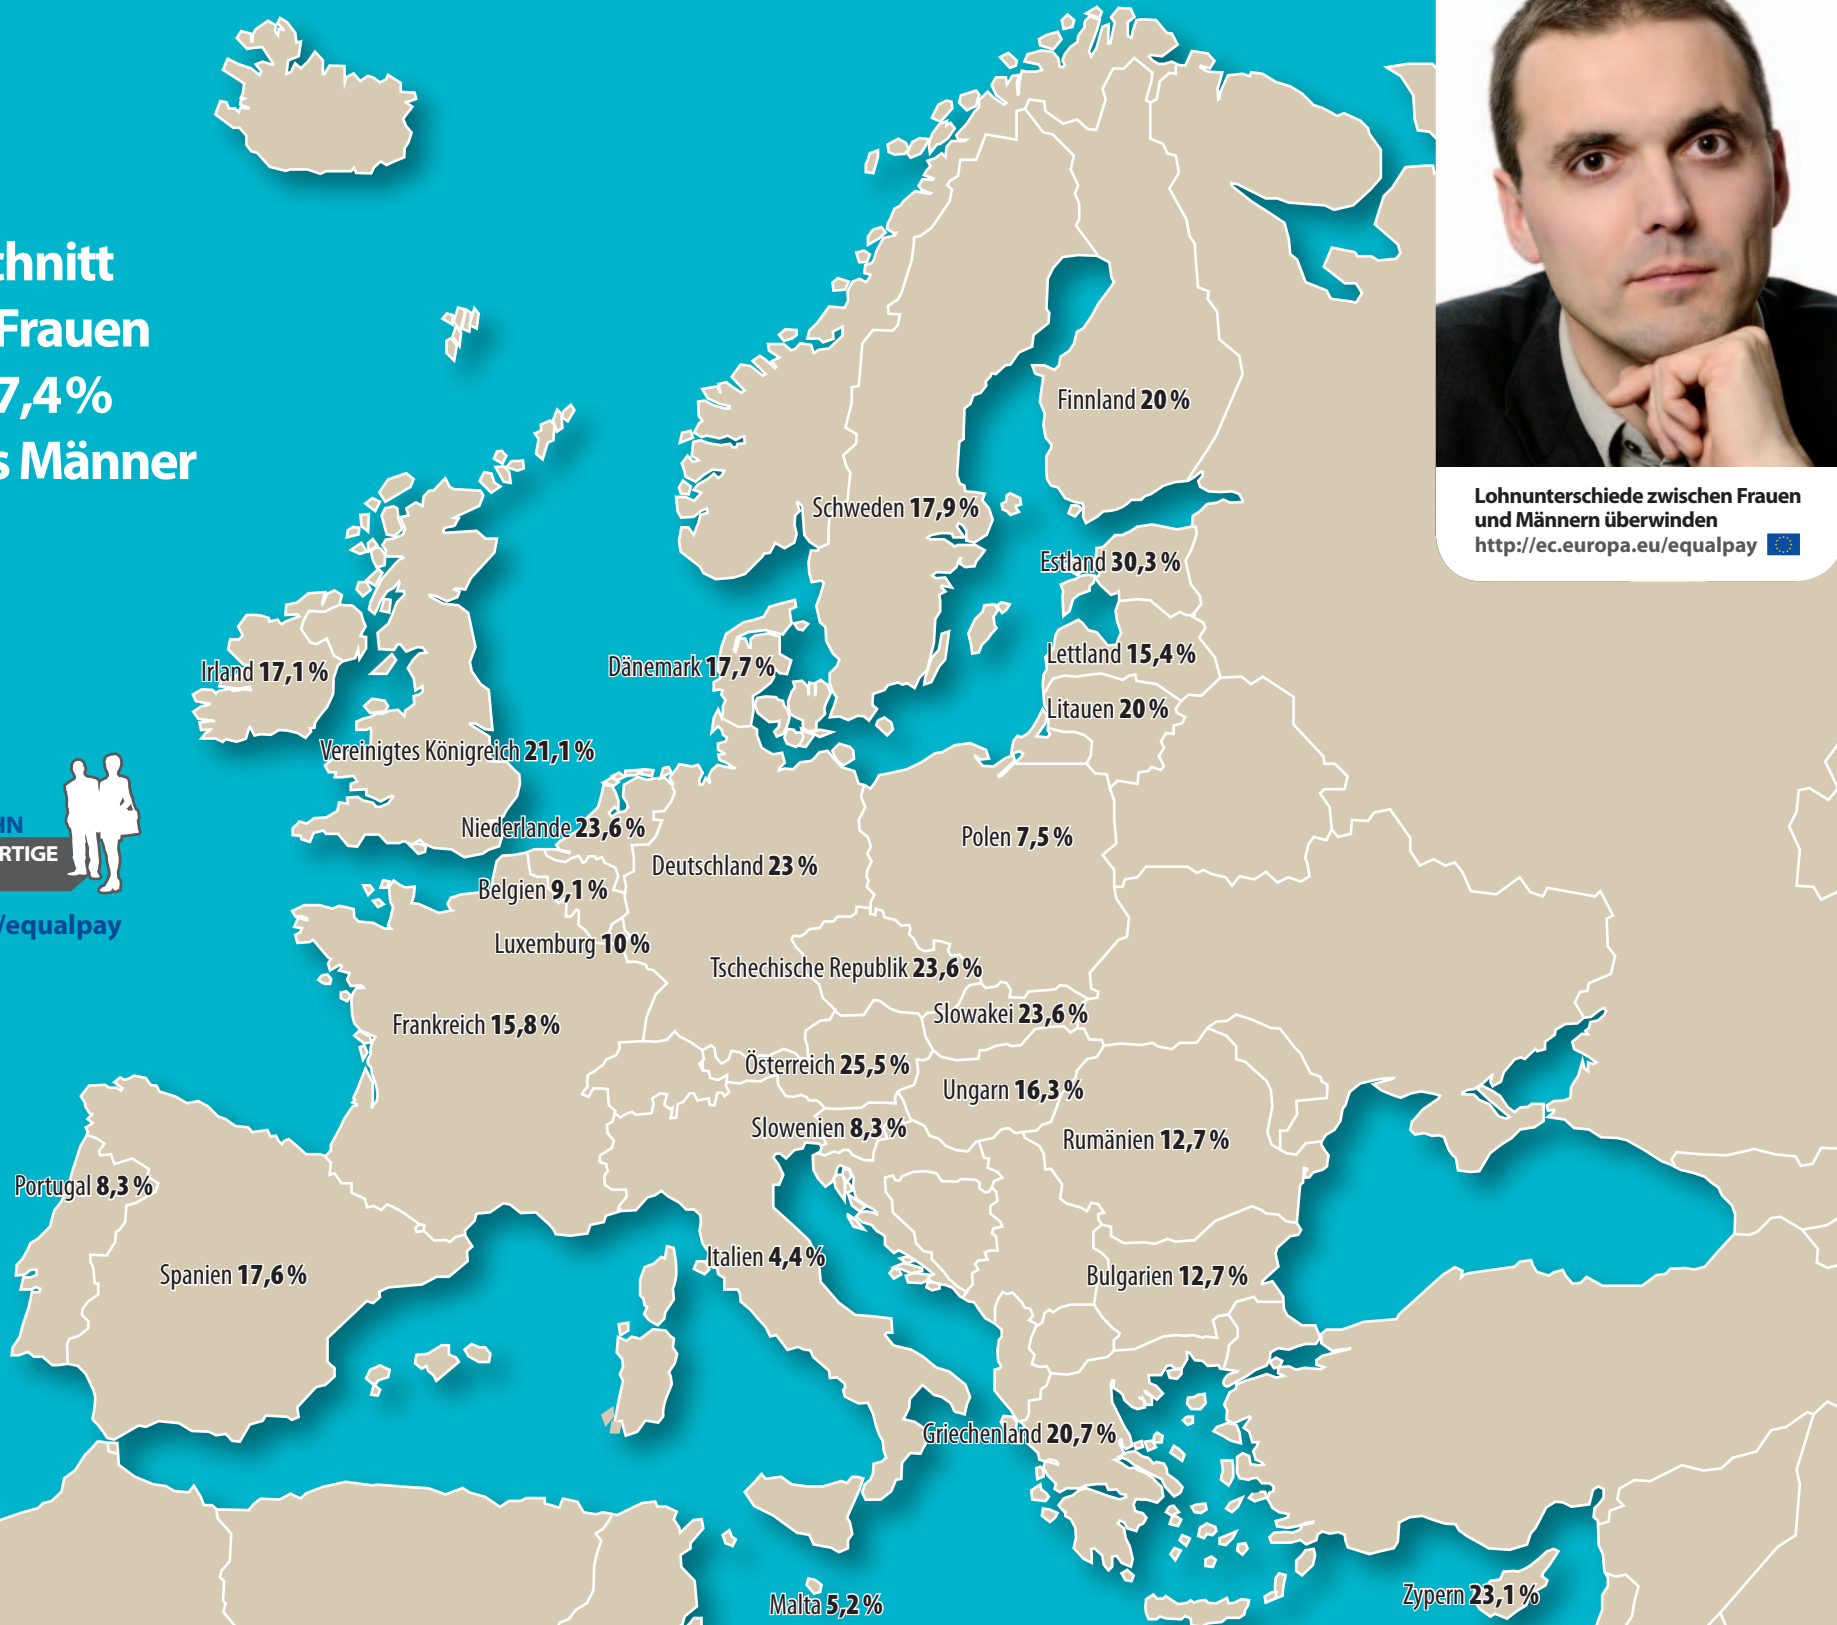 chnitt
Frauen
7,4 %
s Männer
Lohnunterschiede zwischen Frauen
und Männern überwinden
http://ec.europa.eu/equalpay
Finnland 20 %
Schweden 17,9 %
Estland 30,3 %
Lettland 15,4 %
Litauen 20 %
Dänemark 17,7 %
Irland 17,1 %
Vereinigtes Königreich 21,1 %
Niederlande 23,6 %
Deutschland 23 %
Polen 7,5 %
Belgien 9,1 %
Luxemburg 10 %
HN
RTIGE
/equalpay
Tschechische Republik 23,6 %
Slowakei 23,6 %
Frankreich 15,8 %
Österreich 25,5 %
Ungarn 16,3 %
Slowenien 8,3 %
Rumänien 12,7 %
Portugal 8,3 %
Spanien 17,6 %
Italien 4,4 %
Bulgarien 12,7 %
Griechenland 20,7 %
Malta 5,2 %
Zypern 23,1 %